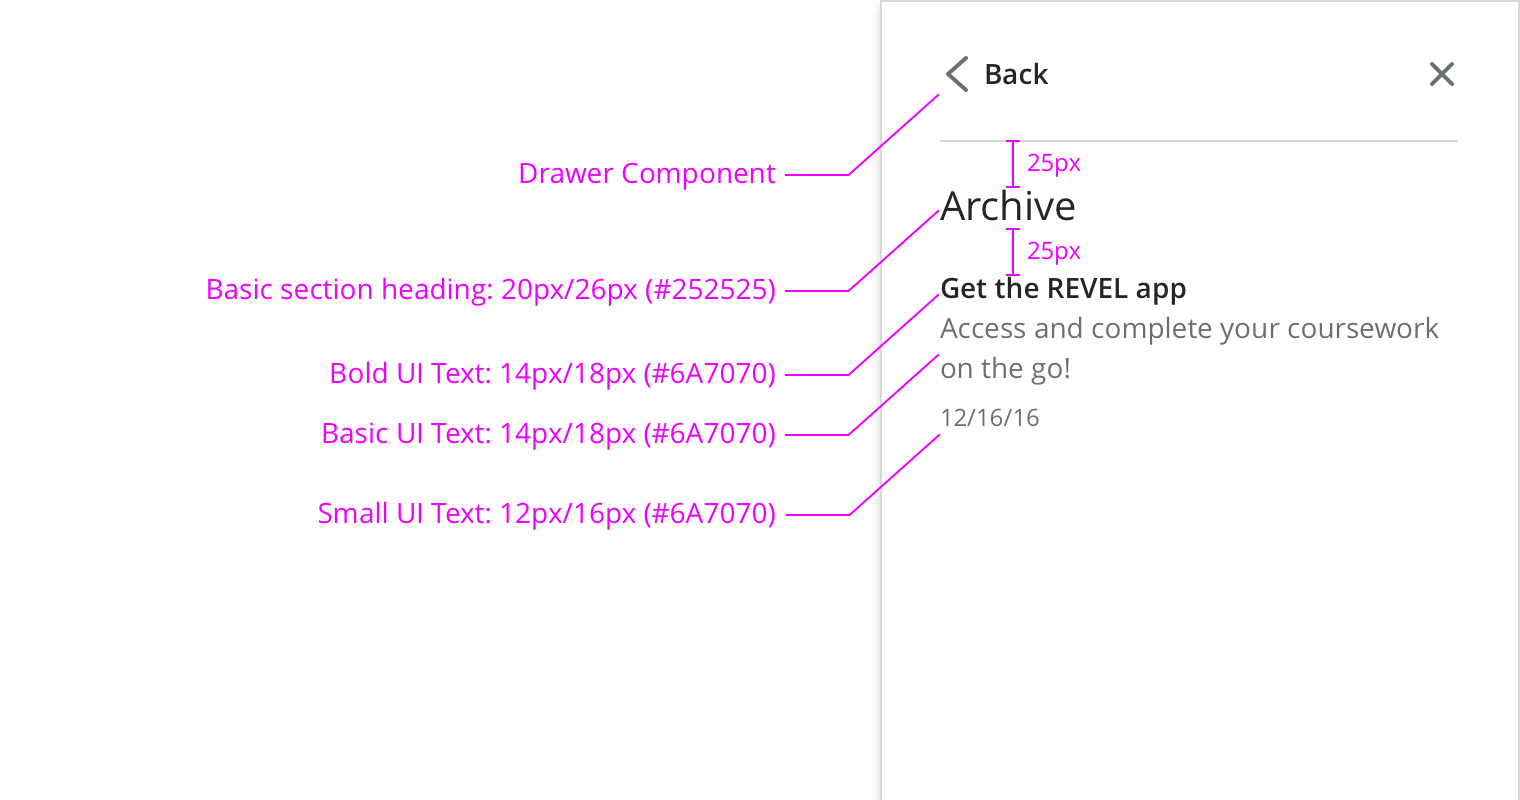 Back
Drawer Component
25px
Archive
25px
Basic section heading: 20px/26px (#252525)
Get the REVEL app
Access and complete your coursework
on the go!
Bold UI Text: 14px/18px (#6A7070)
12/16/16
Basic UI Text: 14px/18px (#6A7070)
Small UI Text: 12px/16px (#6A7070)